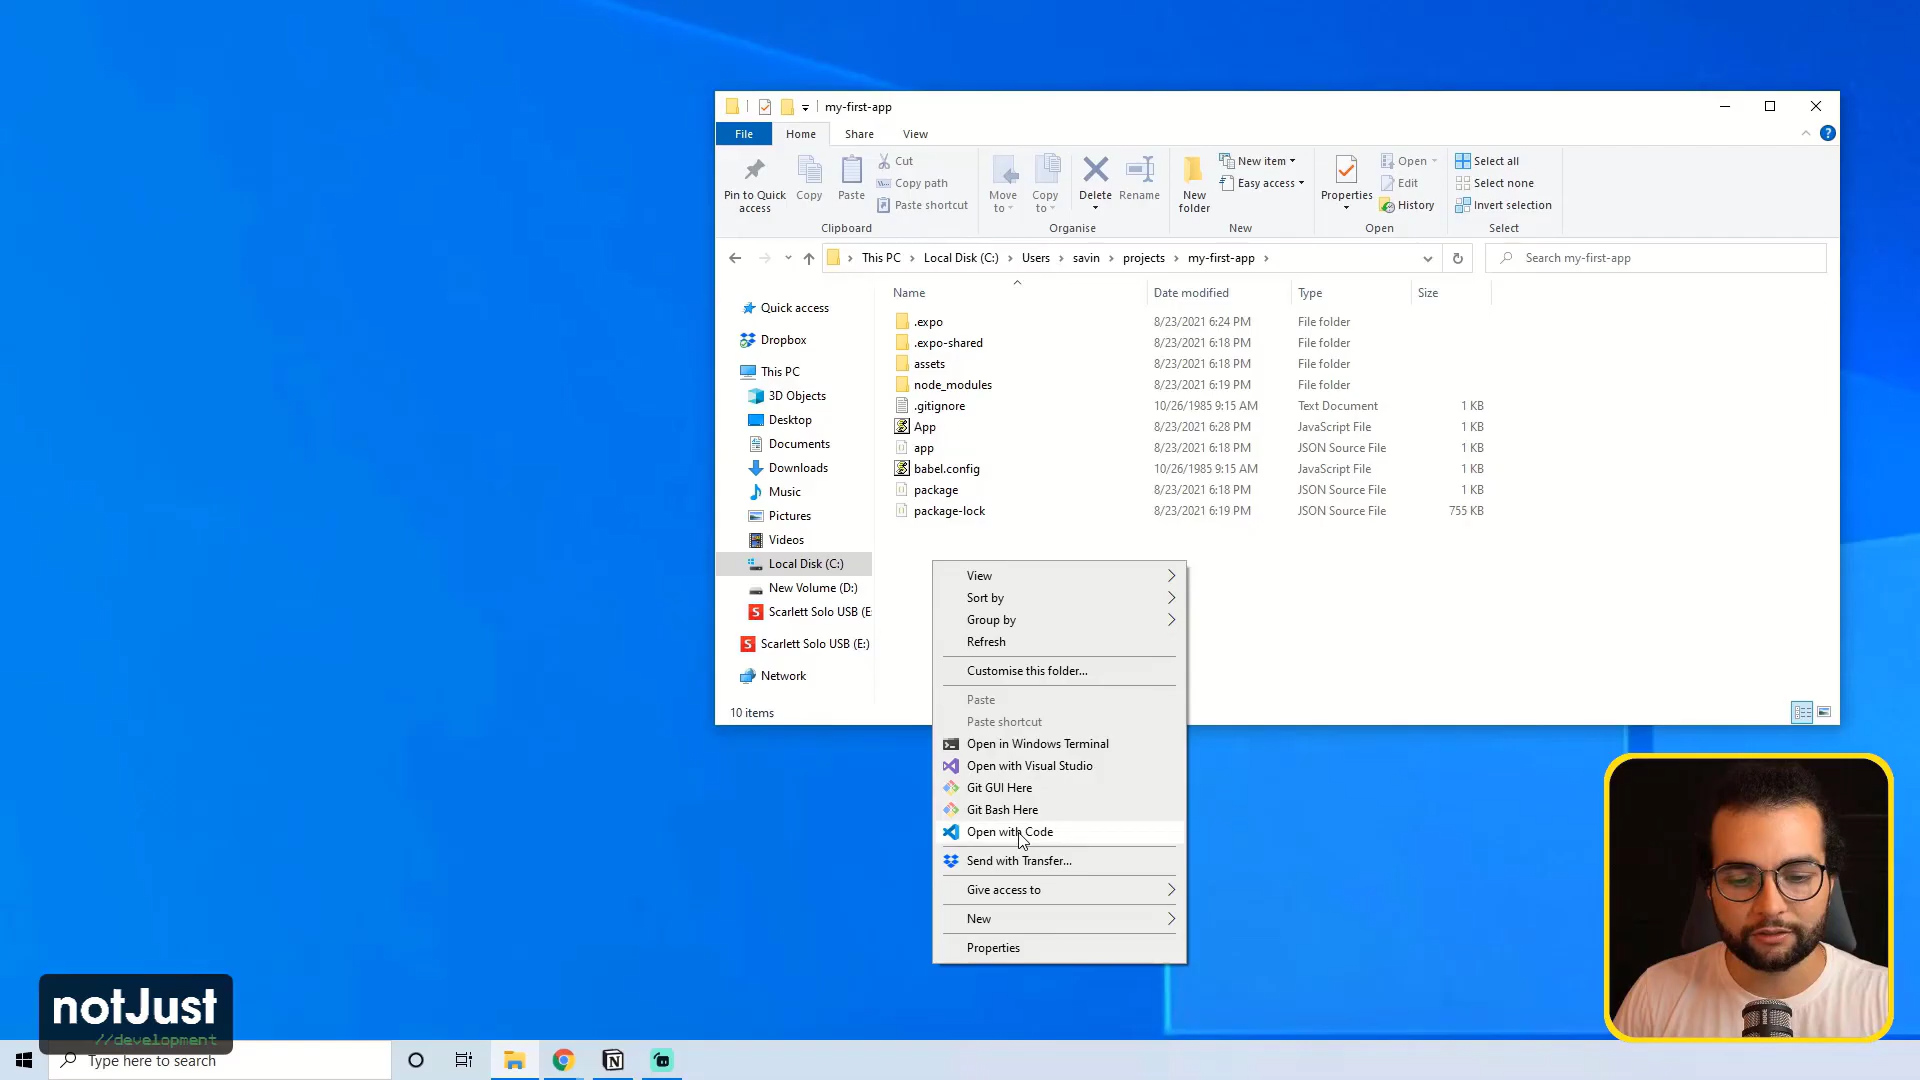 my-first-app
File Home Share View
Pin to Quick access
Copy
Paste
Cut
Copy path
Paste shortcut
Clipboard
Move to
Copy to
Delete
Rename
Organise
New folder
New item
Easy access
New
Properties
Open
Edit
History
Open
Select all
Select none
Invert selection
Select
This PC > Local Disk (C:) > Users > savin > projects > my-first-app >
Search my-first-app
Quick access
Dropbox
This PC
3D Objects
Desktop
Documents
Downloads
Music
Pictures
Videos
Local Disk (C:)
New Volume (D:)
Scarlett Solo USB (E
Scarlett Solo USB (E:)
Network
10 items
Name Date modified Type Size
.expo 8/23/2021 6:24 PM File folder
.expo-shared 8/23/2021 6:18 PM File folder
assets 8/23/2021 6:18 PM File folder
node_modules 8/23/2021 6:19 PM File folder
.gitignore 10/26/1985 9:15 AM Text Document 1 KB
App 8/23/2021 6:28 PM JavaScript File 1 KB
app 8/23/2021 6:18 PM JSON Source File 1 KB
babel.config 10/26/1985 9:15 AM JavaScript File 1 KB
package 8/23/2021 6:18 PM JSON Source File 1 KB
package-lock 8/23/2021 6:19 PM JSON Source File 755 KB
View
Sort by
Group by
Refresh
Customise this folder...
Paste
Paste shortcut
Open in Windows Terminal
Open with Visual Studio
Git GUI Here
Git Bash Here
Open with Code
Send with Transfer...
Give access to
New
Properties
notJust
//development
Type here to search